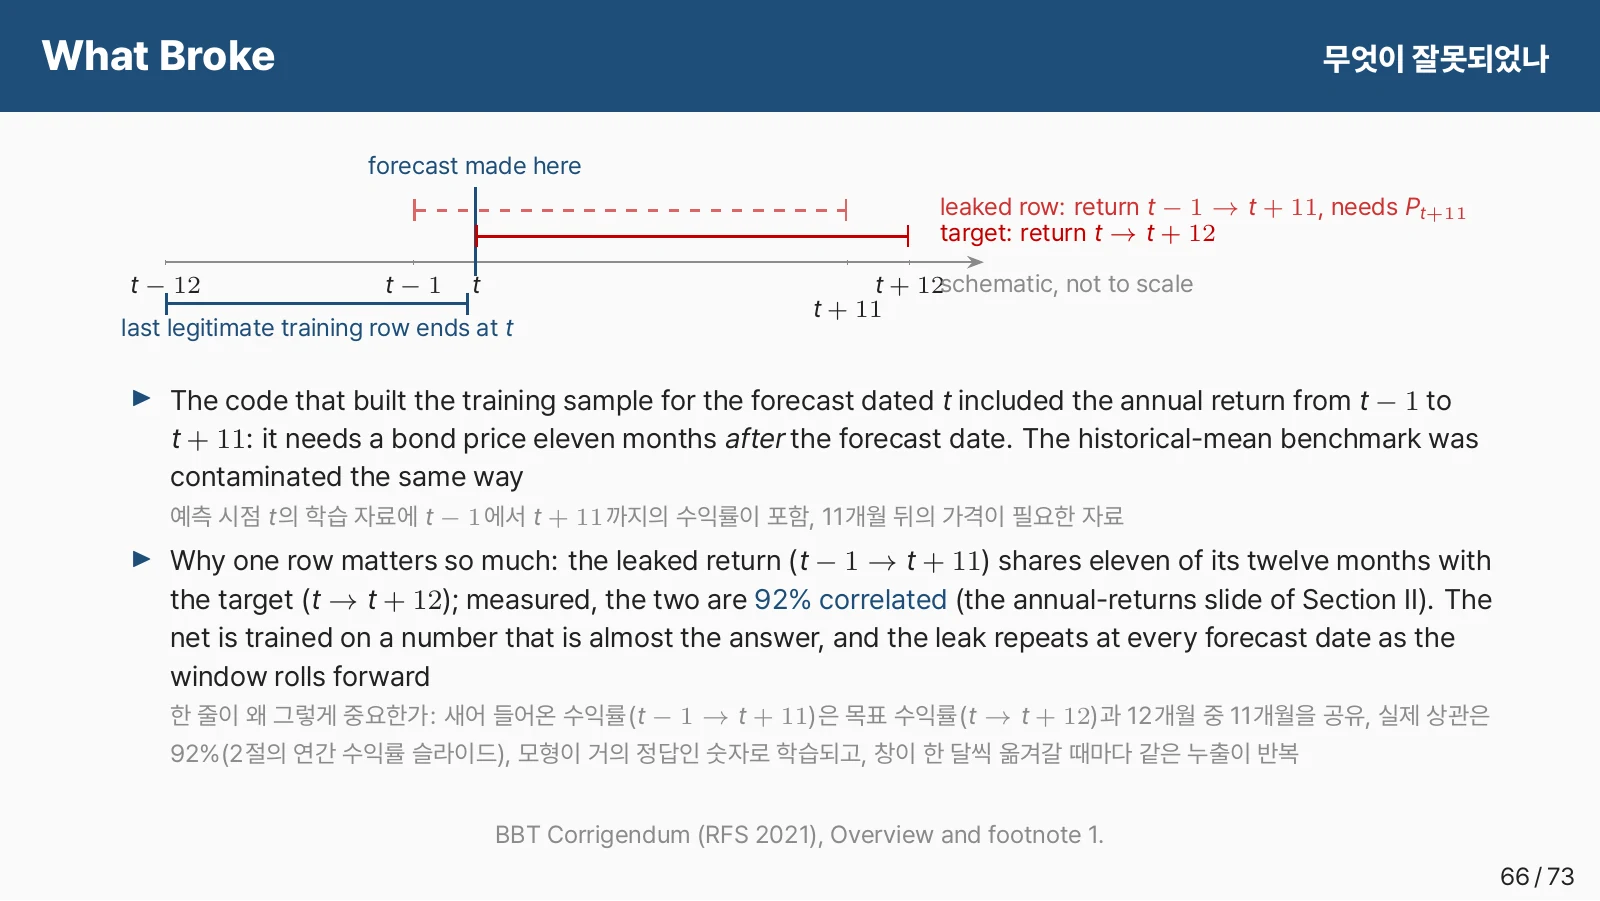 What Broke
무엇이 잘못되었나
forecast made here
leaked row: return t − 1 → t + 11, needs P_{t+11}
target: return t → t + 12
t − 12
t − 1
t
t + 12
schematic, not to scale
t + 11
last legitimate training row ends at t
▶ The code that built the training sample for the forecast dated t included the annual return from t − 1 to
t + 11: it needs a bond price eleven months after the forecast date. The historical-mean benchmark was
contaminated the same way
예측 시점 t의 학습 자료에 t − 1에서 t + 11까지의 수익률이 포함, 11개월 뒤의 가격이 필요한 자료
▶ Why one row matters so much: the leaked return (t − 1 → t + 11) shares eleven of its twelve months with
the target (t → t + 12); measured, the two are 92% correlated (the annual-returns slide of Section II). The
net is trained on a number that is almost the answer, and the leak repeats at every forecast date as the
window rolls forward
한 줄이 왜 그렇게 중요한가: 새어 들어온 수익률(t − 1 → t + 11)은 목표 수익률(t → t + 12)과 12개월 중 11개월을 공유, 실제 상관은
92%(2절의 연간 수익률 슬라이드), 모형이 거의 정답인 숫자로 학습되고, 창이 한 달씩 옮겨갈 때마다 같은 누출이 반복
BBT Corrigendum (RFS 2021), Overview and footnote 1.
66 / 73